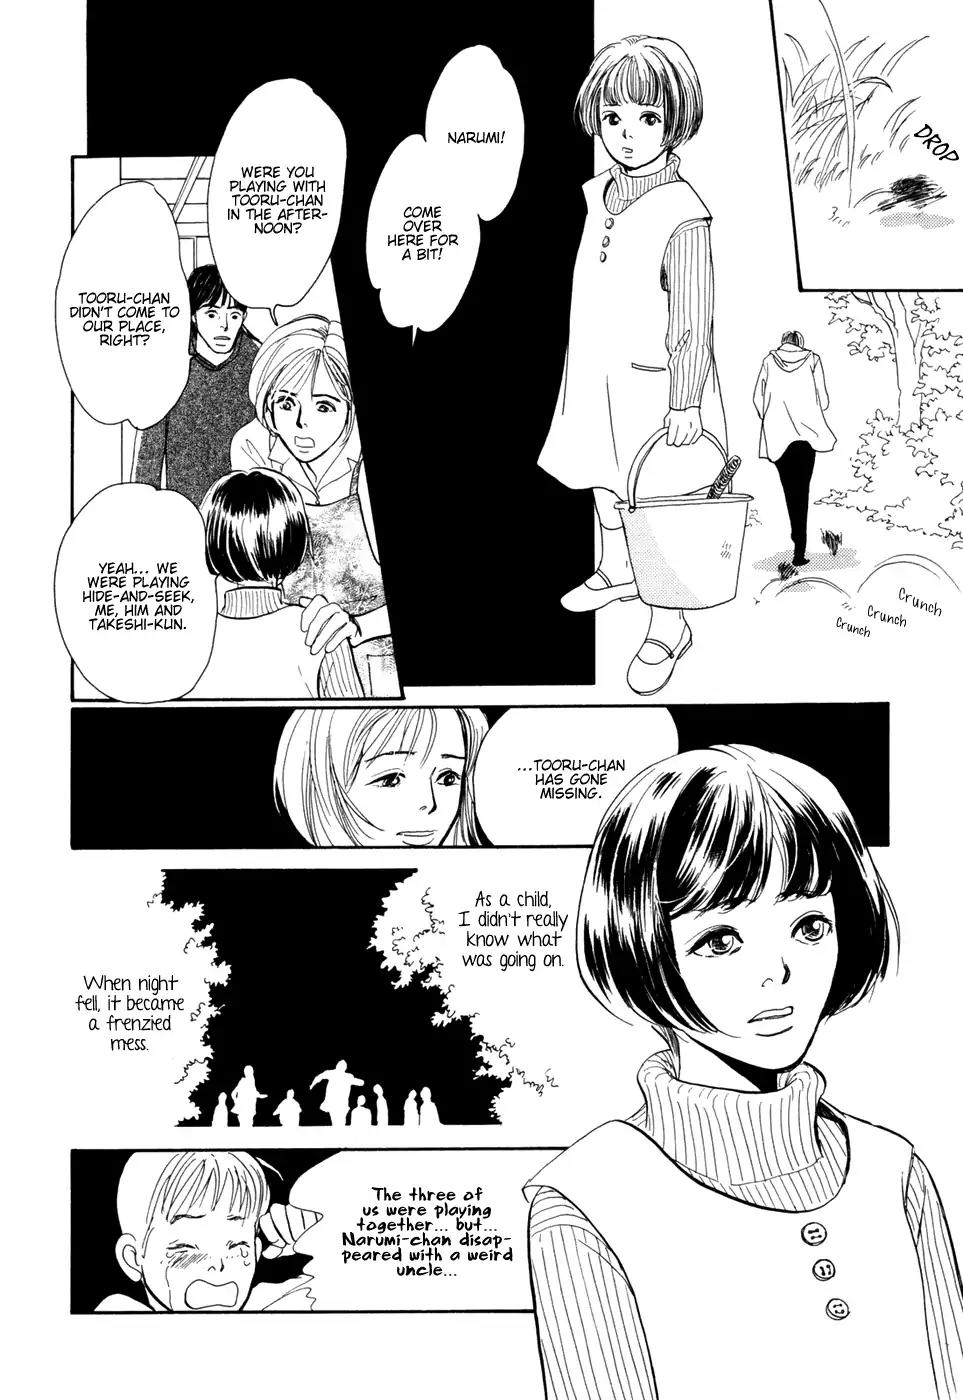 DROP
Crunch
Crunch
Crunch
NARUMI!
COME
OVER
HERE FOR
A BIT!
WERE YOU
PLAYING WITH
TOORU-CHAN
IN THE AFTER-
NOON?
TOORU-CHAN
DIDN'T COME TO
OUR PLACE,
RIGHT?
YEAH... WE
WERE PLAYING
HIDE-AND-SEEK,
ME, HIM AND
TAKESHI-KUN.
...TOORU-CHAN
HAS GONE
MISSING.
As a child,
I didn't really
know what
was going on.
When night
fell, it became
a frenzied
mess.
The three of
us were playing
together... but...
Narumi-chan disap-
peared with a weird
uncle...